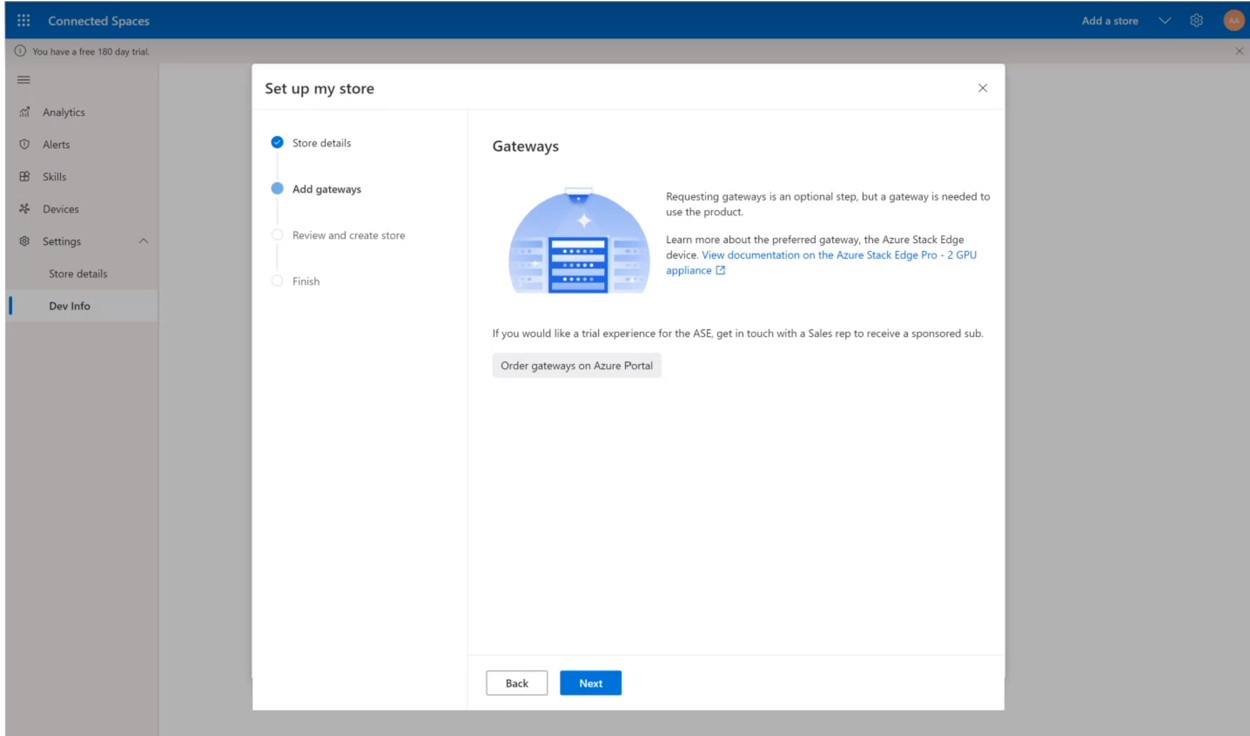 Connected Spaces
Add a store
AA
You have a free 180 day trial.
Analytics
Alerts
Skills
Devices
Settings
Store details
Dev Info
Set up my store
Store details
Add gateways
Review and create store
Finish
Gateways
Requesting gateways is an optional step, but a gateway is needed to
use the product.
Learn more about the preferred gateway, the Azure Stack Edge
device. View documentation on the Azure Stack Edge Pro - 2 GPU
appliance
If you would like a trial experience for the ASE, get in touch with a Sales rep to receive a sponsored sub.
Order gateways on Azure Portal
Back
Next